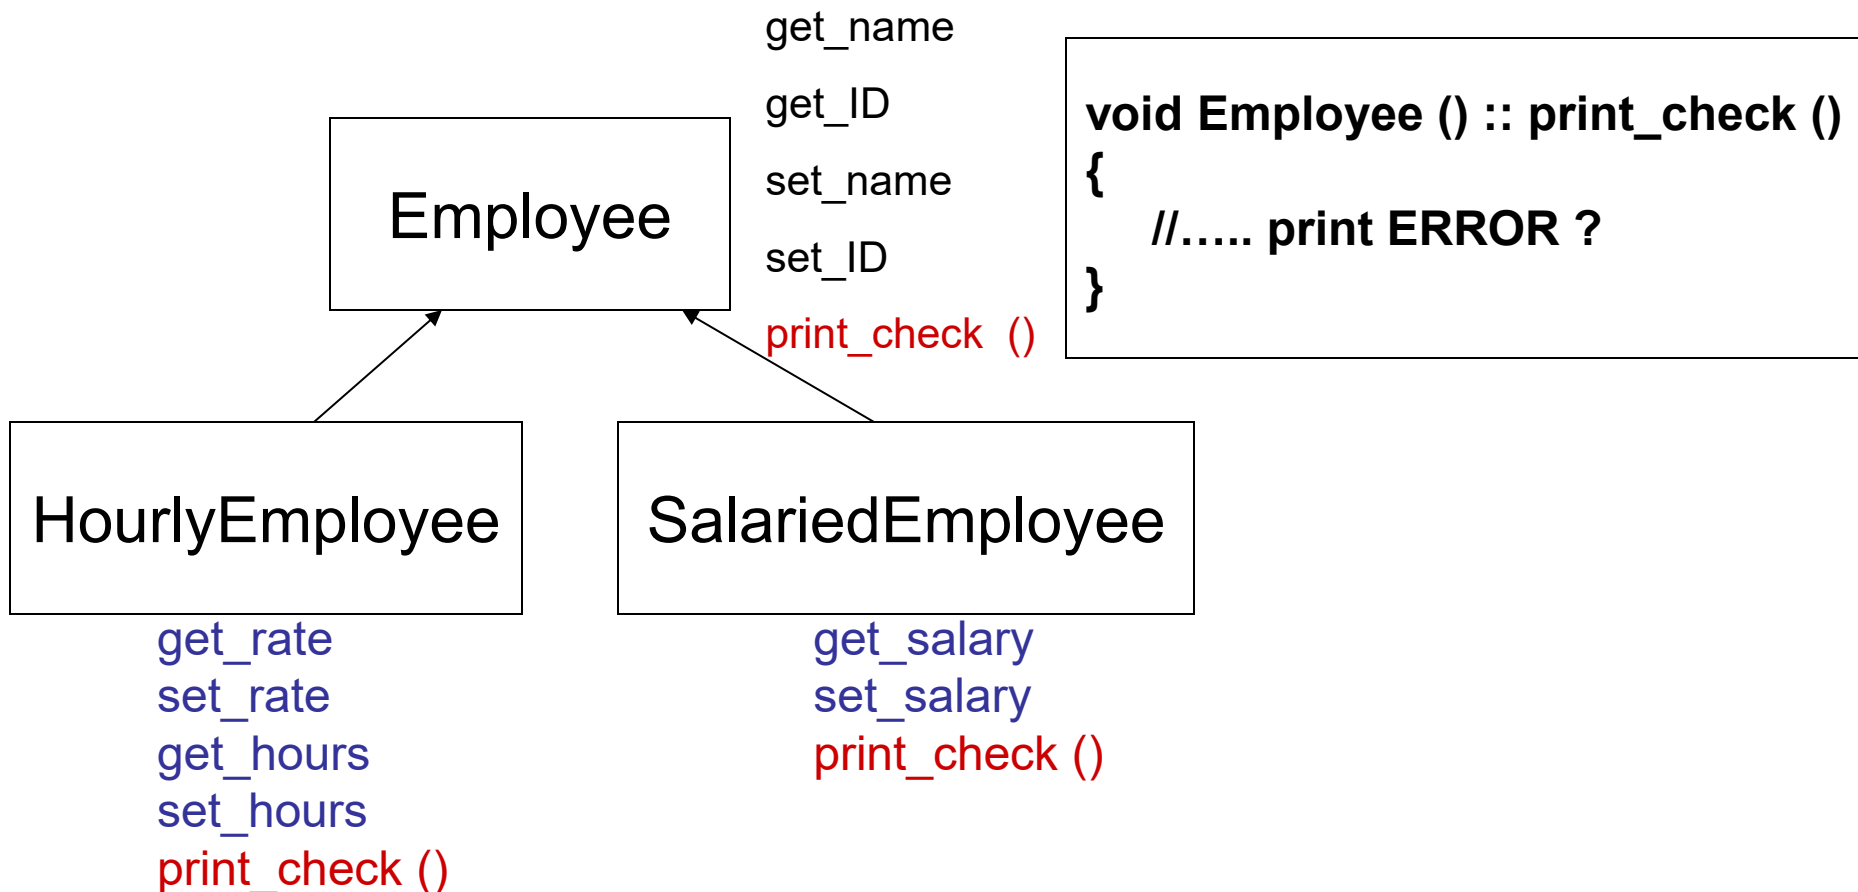 Employee
get_name
get_ID
set_name
set_ID
print_check ()
void Employee () :: print_check ()
{
//….. print ERROR ?
}
HourlyEmployee
get_rate
set_rate
get_hours
set_hours
print_check ()
SalariedEmployee
get_salary
set_salary
print_check ()